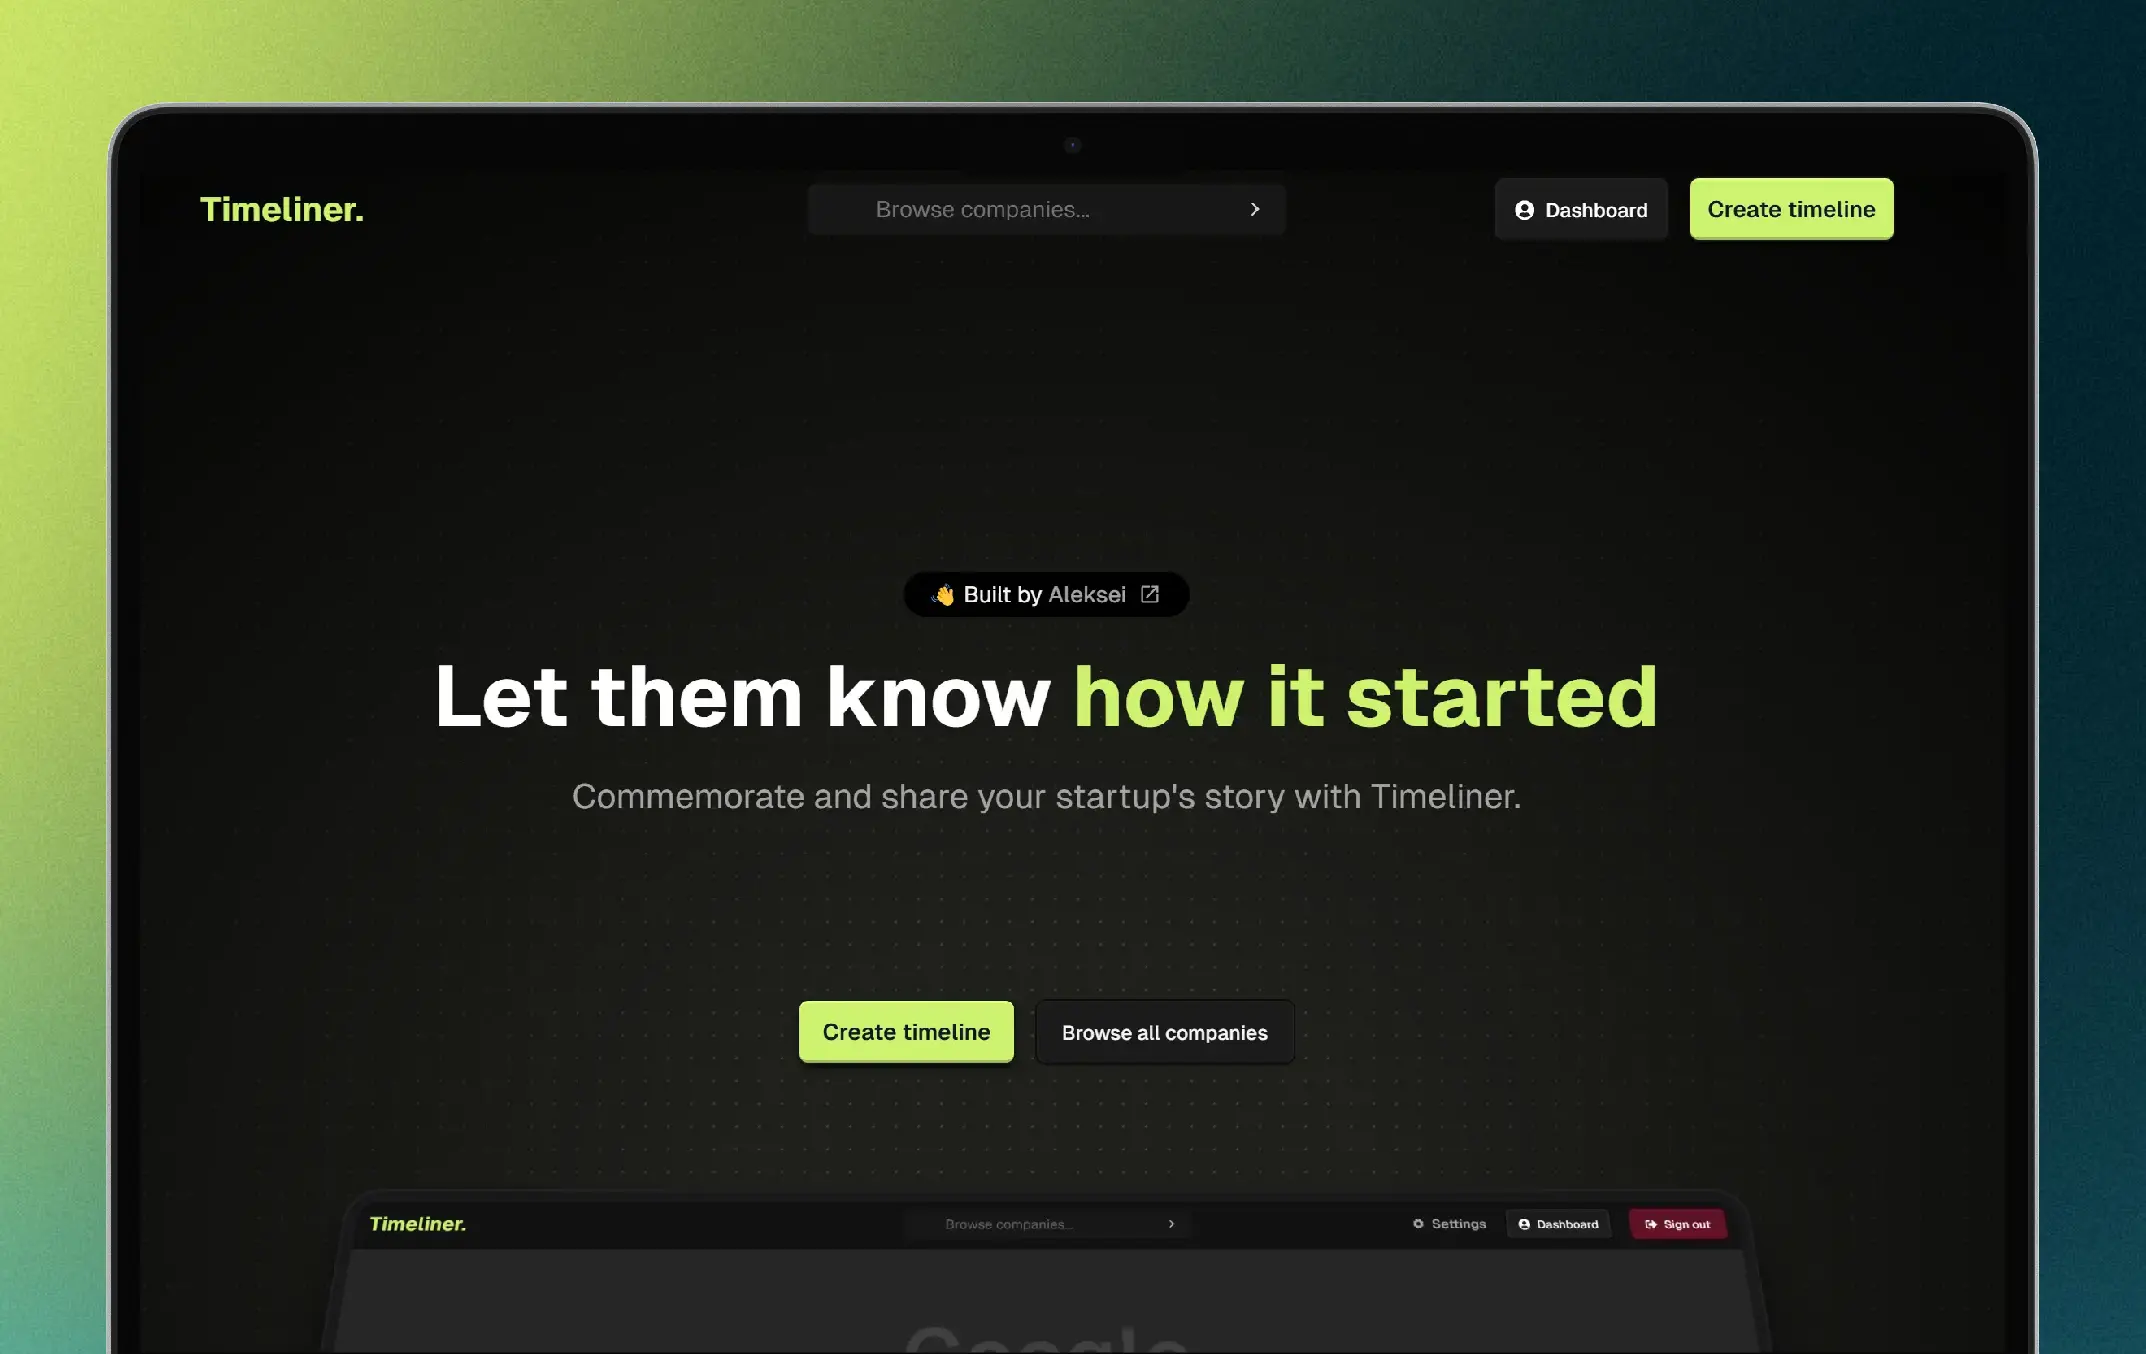 Timeliner.
Browse companies...
Dashboard
Create timeline
👋 Built by Aleksei
Let them know how it started
Commemorate and share your startup's story with Timeliner.
Create timeline
Browse all companies
Timeliner.
Browse companies...
Settings
Dashboard
Sign out
Google